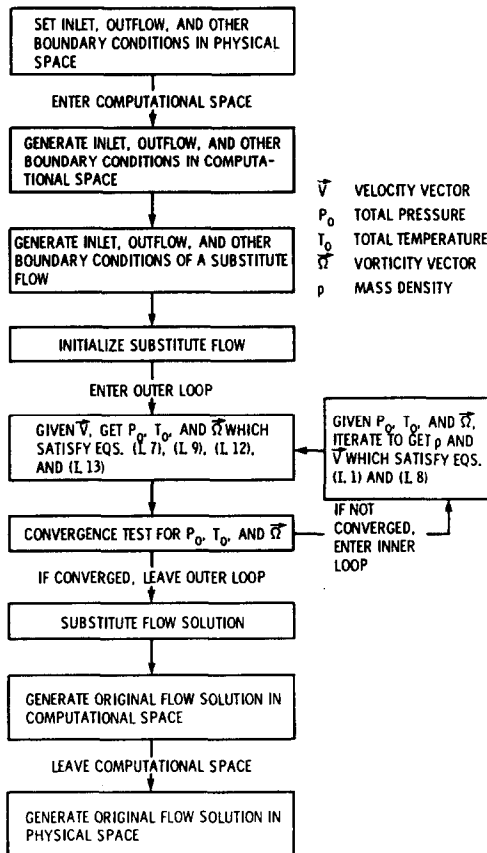 SET INLET, OUTFLOW, AND OTHER
BOUNDARY CONDITIONS IN PHYSICAL
SPACE
ENTER COMPUTATIONAL SPACE
GENERATE INLET, OUTFLOW, AND OTHER
BOUNDARY CONDITIONS IN COMPUTA-
TIONAL SPACE
GENERATE INLET, OUTFLOW, AND OTHER
BOUNDARY CONDITIONS OF A SUBSTITUTE
FLOW
INITIALIZE SUBSTITUTE FLOW
ENTER OUTER LOOP
GIVEN V⃗, GET P₀, T₀, AND Ω⃗ WHICH
SATISFY EQS. (I. 7), (I. 9), (I. 12),
AND (I. 13)
CONVERGENCE TEST FOR P₀, T₀, AND Ω⃗
IF CONVERGED, LEAVE OUTER LOOP
SUBSTITUTE FLOW SOLUTION
GENERATE ORIGINAL FLOW SOLUTION IN
COMPUTATIONAL SPACE
LEAVE COMPUTATIONAL SPACE
GENERATE ORIGINAL FLOW SOLUTION IN
PHYSICAL SPACE
V⃗ VELOCITY VECTOR
P₀ TOTAL PRESSURE
T₀ TOTAL TEMPERATURE
Ω⃗ VORTICITY VECTOR
ρ MASS DENSITY
GIVEN P₀, T₀, AND Ω⃗,
ITERATE TO GET ρ AND
V⃗ WHICH SATISFY EQS.
(I. 1) AND (I. 8)
IF NOT
CONVERGED,
ENTER INNER
LOOP